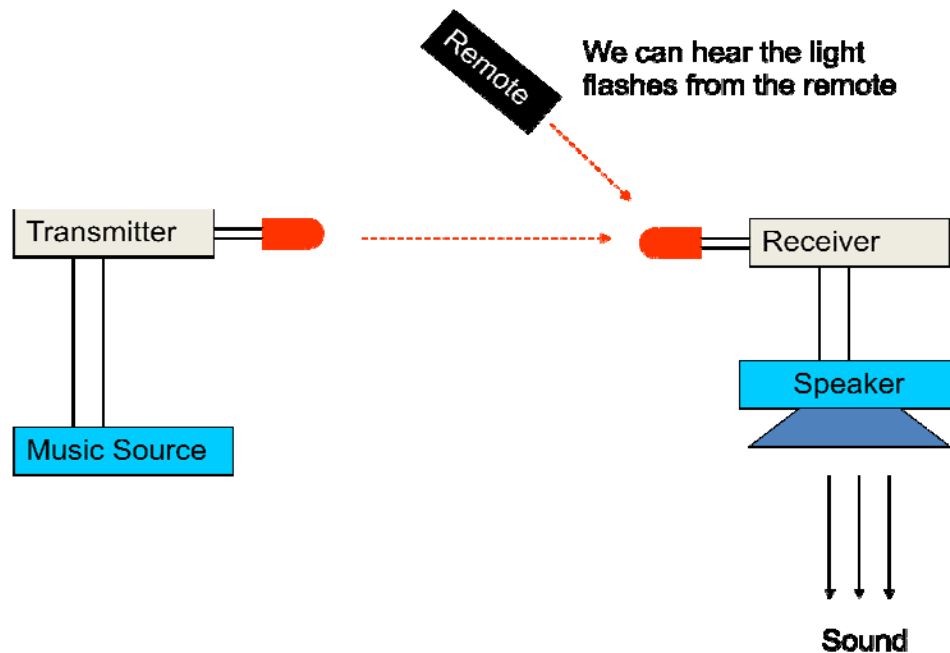 Remote
We can hear the light
flashes from the remote
Transmitter
Receiver
Speaker
Music Source
Sound